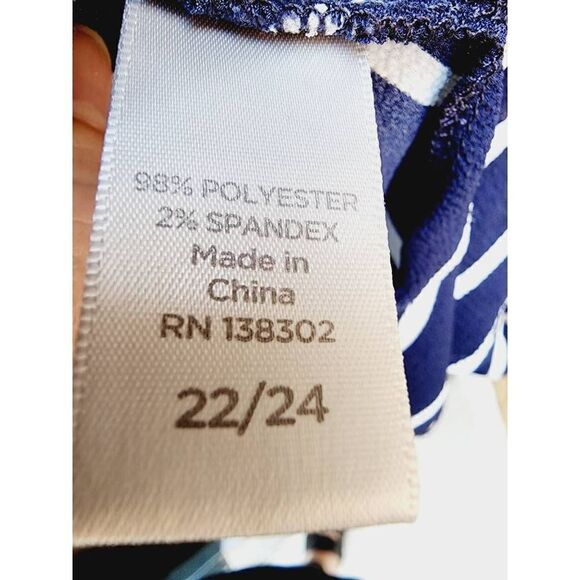 98% POLYESTER
2% SPANDEX
Made in
China
RN 138302
22/24